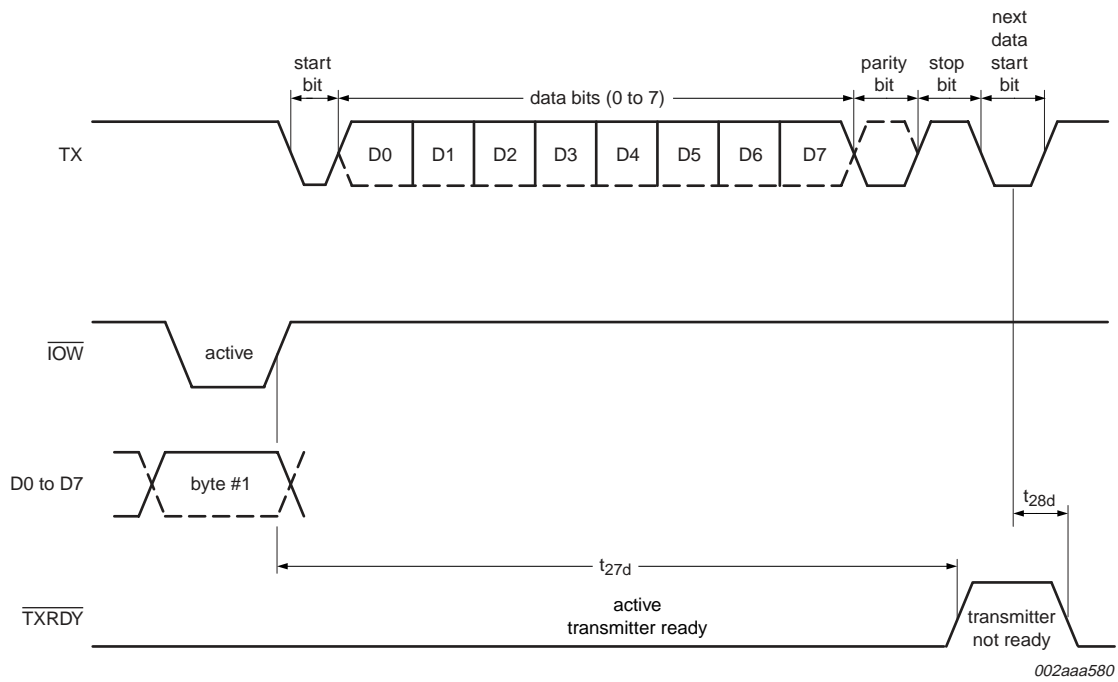 next
data
start
bit
start
bit
parity
bit
stop
bit
data bits (0 to 7)
TX
D0
D1
D2
D3
D4
D5
D6
D7
IOW
active
D0 to D7
byte #1
t28d
t27d
TXRDY
active
transmitter ready
transmitter
not ready
002aaa580